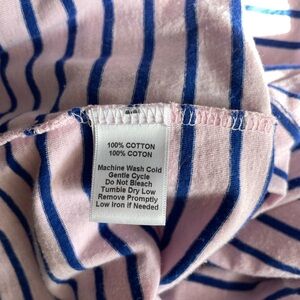 100% COTTON
100% COTON
Machine Wash Cold
Gentle Cycle
Do Not Bleach
Tumble Dry Low
Remove Promptly
Low Iron if Needed